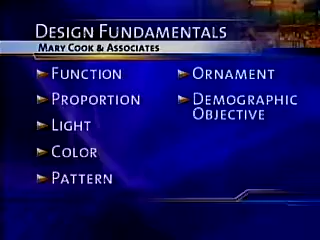 Design Fundamentals
Mary Cook & Associates
Function
Proportion
Light
Color
Pattern
Ornament
Demographic
Objective